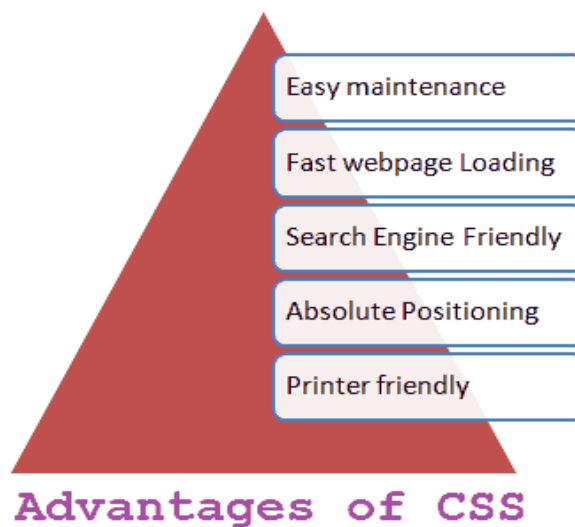 Easy maintenance
Fast webpage Loading
Search Engine Friendly
Absolute Positioning
Printer friendly
Advantages of CSS